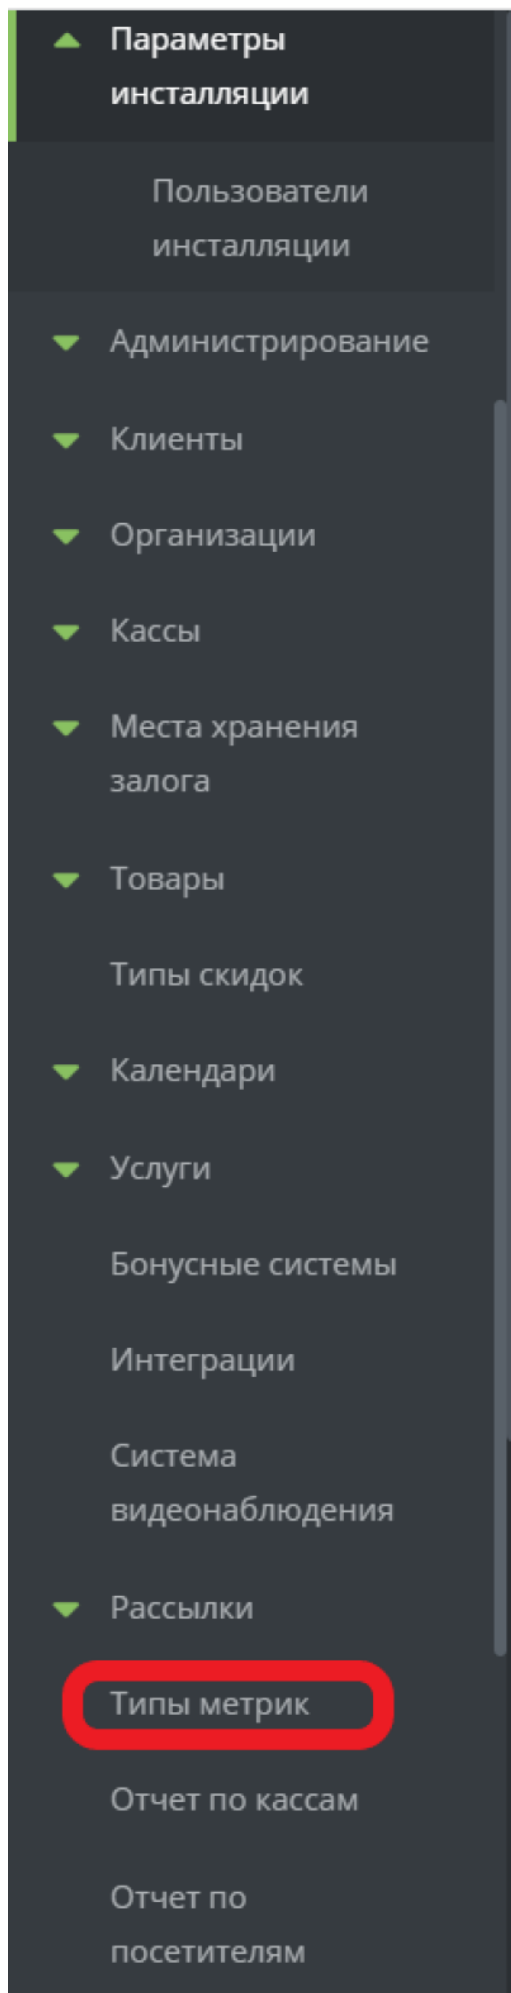 Параметры
инсталляции
Пользователи
инсталляции
Администрирование
Клиенты
Организации
Кассы
Места хранения
залога
Товары
Типы скидок
Календари
Услуги
Бонусные системы
Интеграции
Система
видеонаблюдения
Рассылки
Типы метрик
Отчет по кассам
Отчет по
посетителям